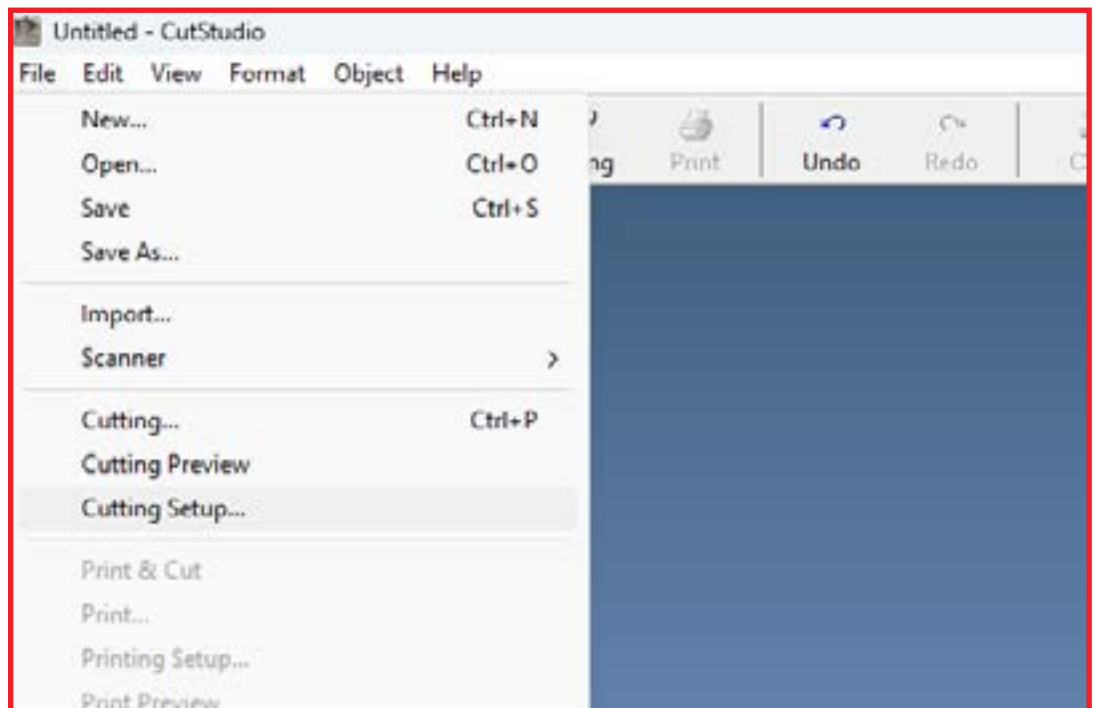 Untitled - CutStudio
File Edit View Format Object Help
New... Ctrl+N
Open... Ctrl+O
ng Print Undo Redo
Save Ctrl+S
Save As...
Import...
Scanner >
Cutting... Ctrl+P
Cutting Preview
Cutting Setup...
Print & Cut
Print...
Printing Setup...
Print Preview